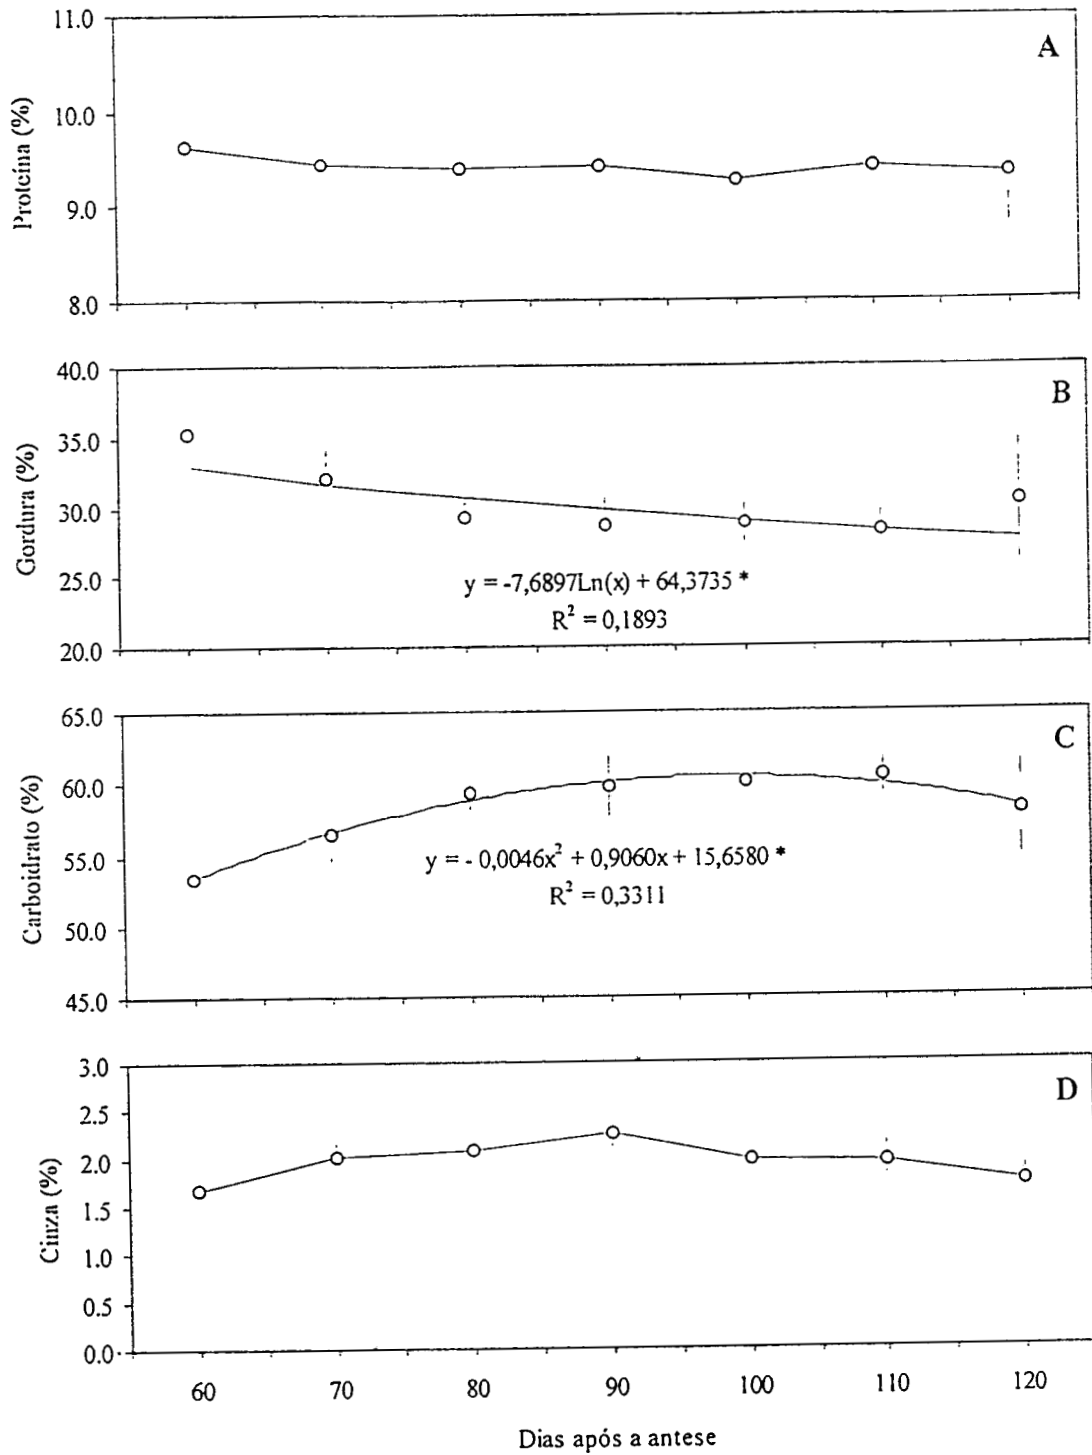 11.0
A
10.0
9.0
8.0
Proteína (%)
40.0
B
35.0
30.0
25.0
20.0
Gordura (%)
y = -7,6897Ln(x) + 64,3735 *
R² = 0,1893
65.0
C
60.0
55.0
50.0
45.0
Carboidrato (%)
y = - 0,0046x² + 0,9060x + 15,6580 *
R² = 0,3311
3.0
D
2.5
2.0
1.5
1.0
0.5
0.0
Cinza (%)
60 70 80 90 100 110 120
Dias após a antese